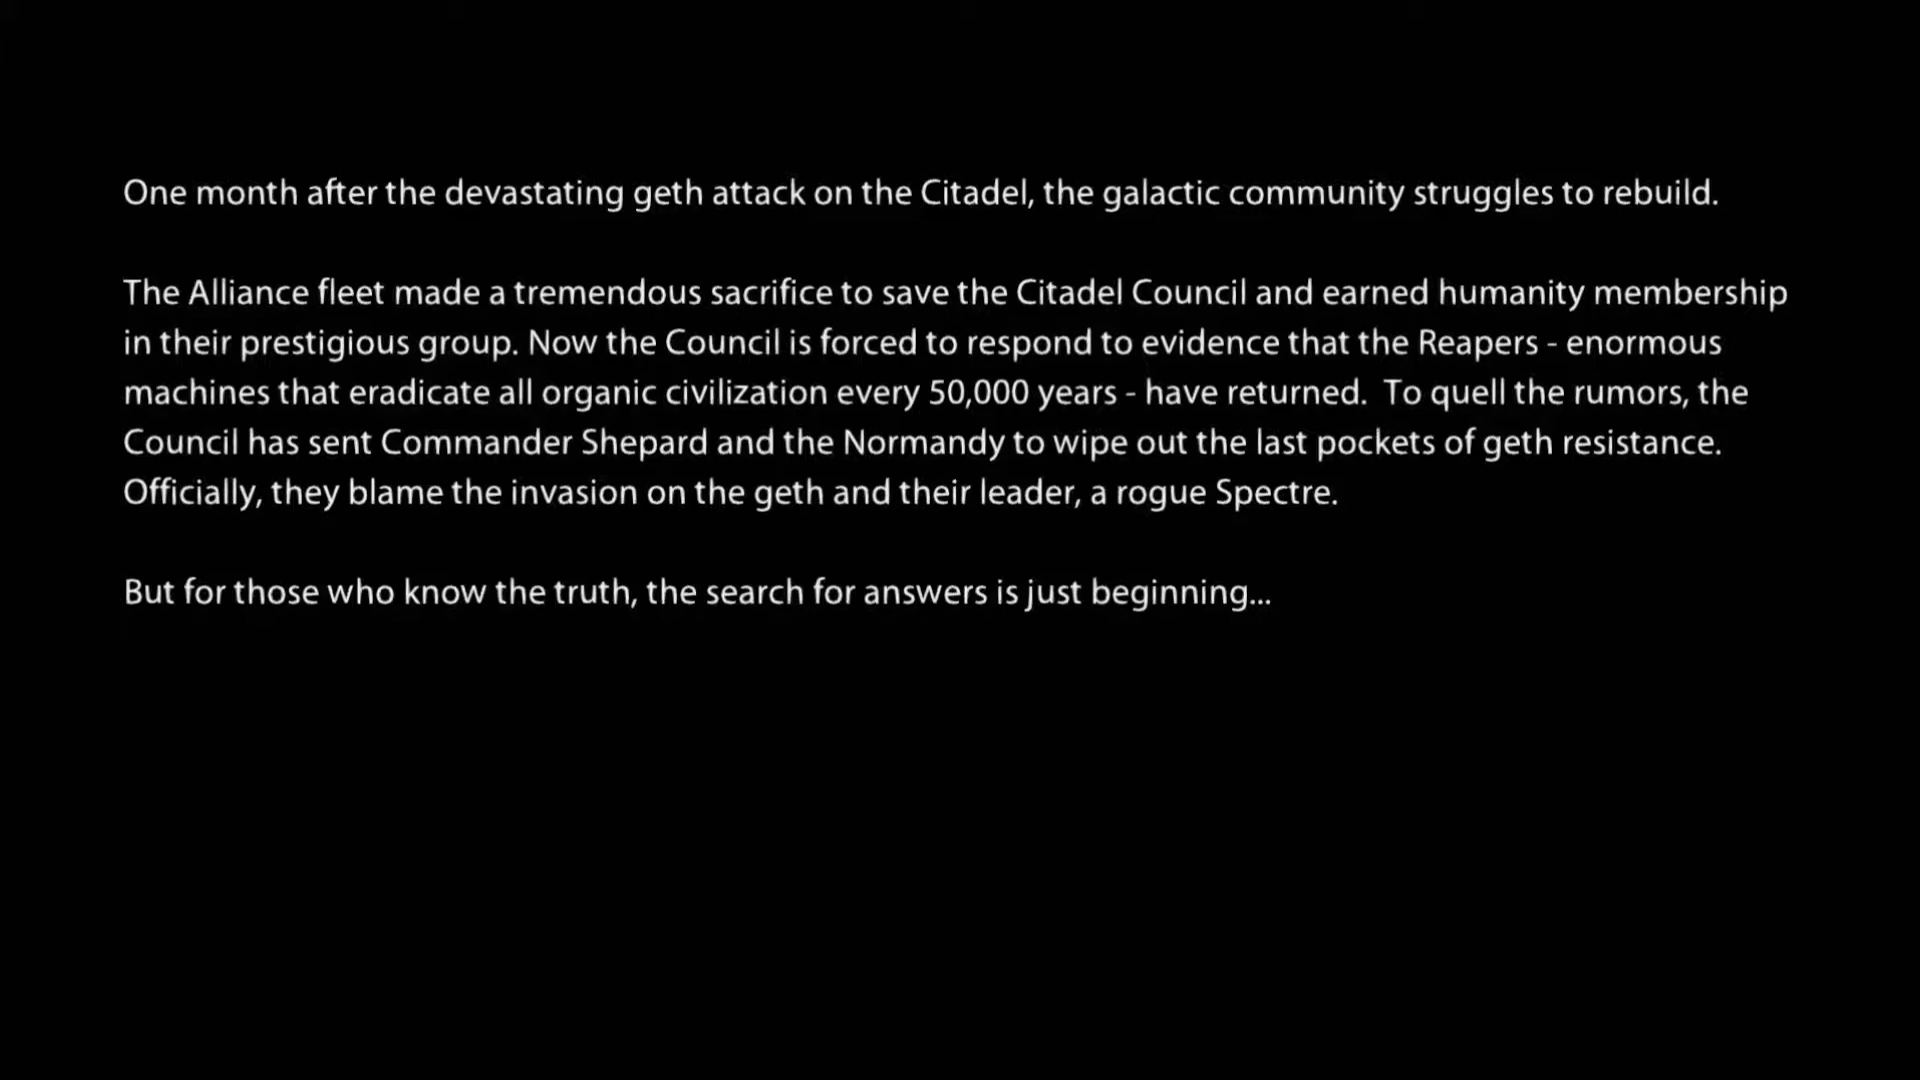 One month after the devastating geth attack on the Citadel, the galactic community struggles to rebuild.
The Alliance fleet made a tremendous sacrifice to save the Citadel Council and earned humanity membership
in their prestigious group. Now the Council is forced to respond to evidence that the Reapers - enormous
machines that eradicate all organic civilization every 50,000 years - have returned.  To quell the rumors, the
Council has sent Commander Shepard and the Normandy to wipe out the last pockets of geth resistance.
Officially, they blame the invasion on the geth and their leader, a rogue Spectre.
But for those who know the truth, the search for answers is just beginning...